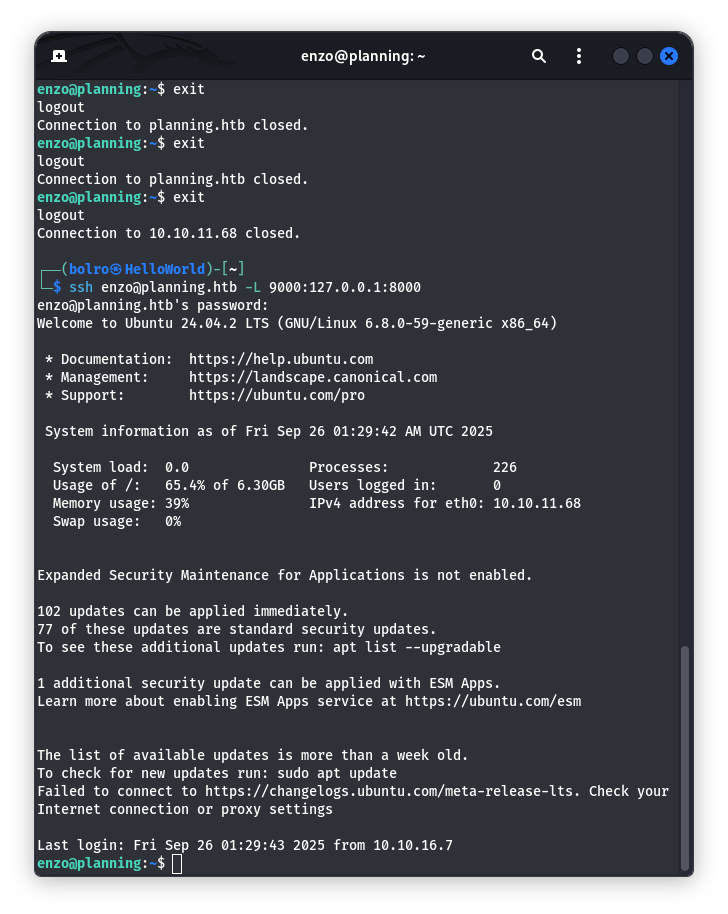 enzo@planning: ~
enzo@planning:~$ exit
logout
Connection to planning.htb closed.
enzo@planning:~$ exit
logout
Connection to planning.htb closed.
enzo@planning:~$ exit
logout
Connection to 10.10.11.68 closed.
┌──(bolro㉿HelloWorld)-[~]
└─$ ssh enzo@planning.htb -L 9000:127.0.0.1:8000
enzo@planning.htb's password:
Welcome to Ubuntu 24.04.2 LTS (GNU/Linux 6.8.0-59-generic x86_64)
* Documentation:  https://help.ubuntu.com
* Management:     https://landscape.canonical.com
* Support:        https://ubuntu.com/pro
System information as of Fri Sep 26 01:29:42 AM UTC 2025
System load:  0.0               Processes:             226
Usage of /:   65.4% of 6.30GB   Users logged in:       0
Memory usage: 39%               IPv4 address for eth0: 10.10.11.68
Swap usage:   0%
Expanded Security Maintenance for Applications is not enabled.
102 updates can be applied immediately.
77 of these updates are standard security updates.
To see these additional updates run: apt list --upgradable
1 additional security update can be applied with ESM Apps.
Learn more about enabling ESM Apps service at https://ubuntu.com/esm
The list of available updates is more than a week old.
To check for new updates run: sudo apt update
Failed to connect to https://changelogs.ubuntu.com/meta-release-lts. Check your
Internet connection or proxy settings
Last login: Fri Sep 26 01:29:43 2025 from 10.10.16.7
enzo@planning:~$